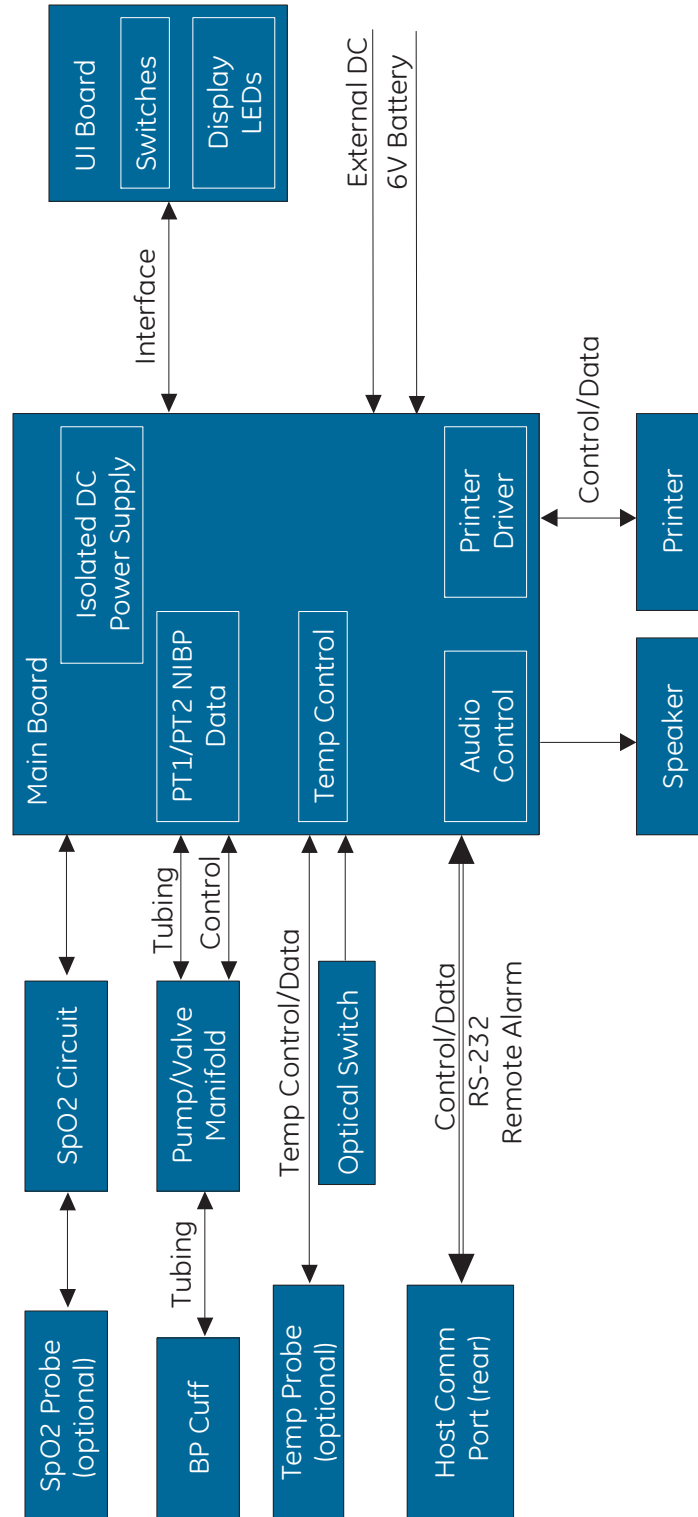 SpO2 Probe
(optional)
SpO2 Circuit
Main Board
Isolated DC
Power Supply
UI Board
Switches
Display
LEDs
Interface
BP Cuff
Tubing
Pump/Valve
Manifold
Tubing
Control
PT1/PT2 NIBP
Data
Temp Probe
(optional)
Temp Control/Data
Optical Switch
Temp Control
External DC
6V Battery
Host Comm
Port (rear)
Control/Data
RS-232
Remote Alarm
Audio
Control
Printer
Driver
Control/Data
Speaker
Printer